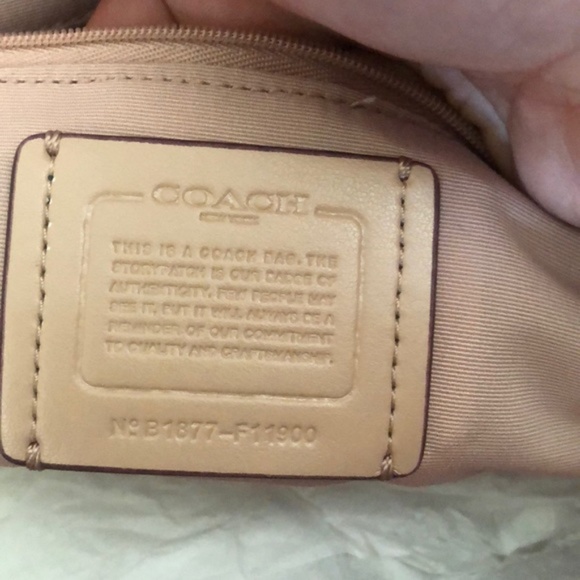 COACH
THIS IS A COACH BAG. THE
STORYPATCH IS OUR BADGE OF
AUTHENTICITY. FEW PEOPLE MAY
SEE IT, BUT IT WILL ALWAYS BE A
REMINDER OF OUR COMMITMENT
TO QUALITY AND CRAFTSMANSHIP.
Nº B1877-F11900